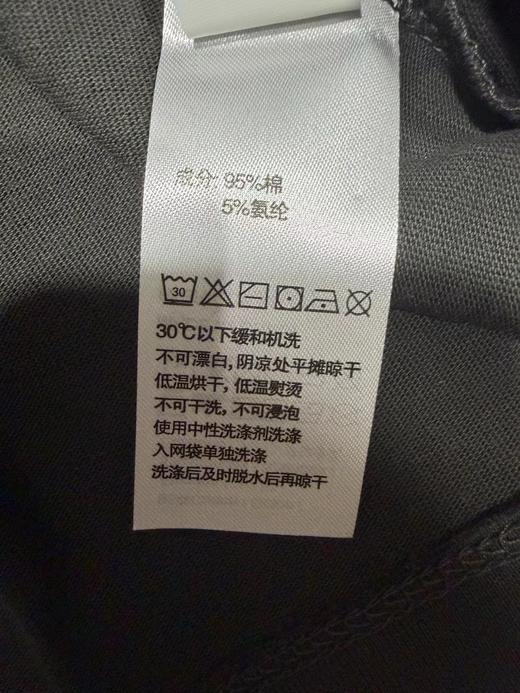 成分: 95%棉
5%氨纶
30
30℃以下缓和机洗
不可漂白, 阴凉处平摊晾干
低温烘干, 低温熨烫
不可干洗, 不可浸泡
使用中性洗涤剂洗涤
入网袋单独洗涤
洗涤后及时脱水后再晾干